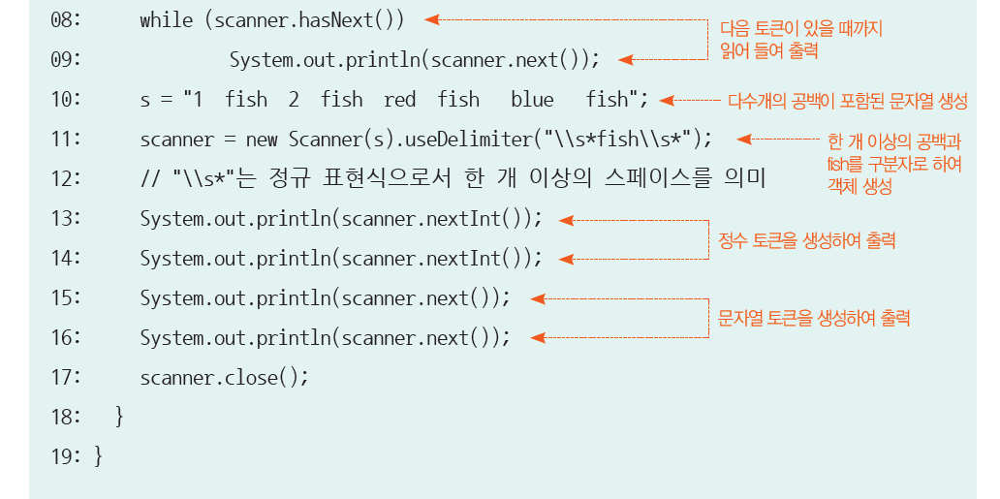 08: while (scanner.hasNext())
다음 토큰이 있을 때까지
읽어 들여 출력
09: System.out.println(scanner.next());
10: s = "1 fish 2 fish red fish blue fish";
다수개의 공백이 포함된 문자열 생성
11: scanner = new Scanner(s).useDelimiter("\\s*fish\\s*");
한 개 이상의 공백과
fish를 구분자로 하여
객체 생성
12: // "\\s*"는 정규 표현식으로서 한 개 이상의 스페이스를 의미
13: System.out.println(scanner.nextInt());
정수 토큰을 생성하여 출력
14: System.out.println(scanner.nextInt());
15: System.out.println(scanner.next());
문자열 토큰을 생성하여 출력
16: System.out.println(scanner.next());
17: scanner.close();
18: }
19: }